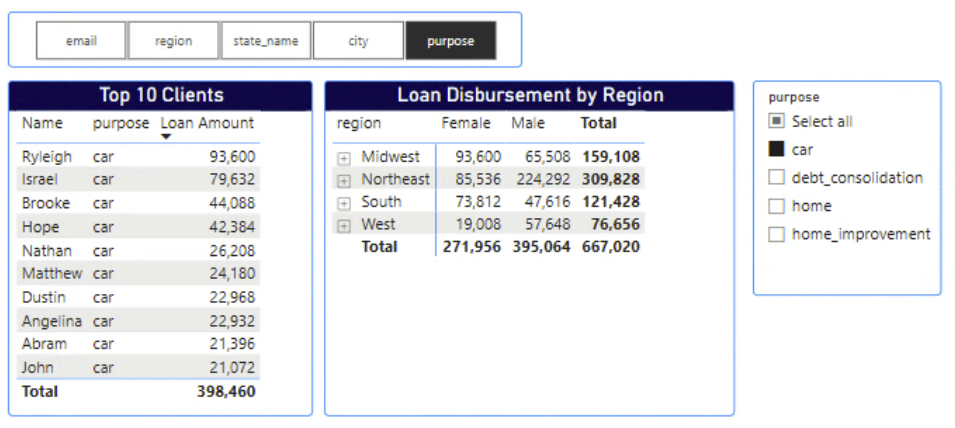 email region state_name city purpose
Top 10 Clients
Name purpose Loan Amount
Ryleigh car 93,600
Israel car 79,632
Brooke car 44,088
Hope car 42,384
Nathan car 26,208
Matthew car 24,180
Dustin car 22,968
Angelina car 22,932
Abram car 21,396
John car 21,072
Total 398,460
Loan Disbursement by Region
region Female Male Total
Midwest 93,600 65,508 159,108
Northeast 85,536 224,292 309,828
South 73,812 47,616 121,428
West 19,008 57,648 76,656
Total 271,956 395,064 667,020
purpose
Select all
car
debt_consolidation
home
home_improvement